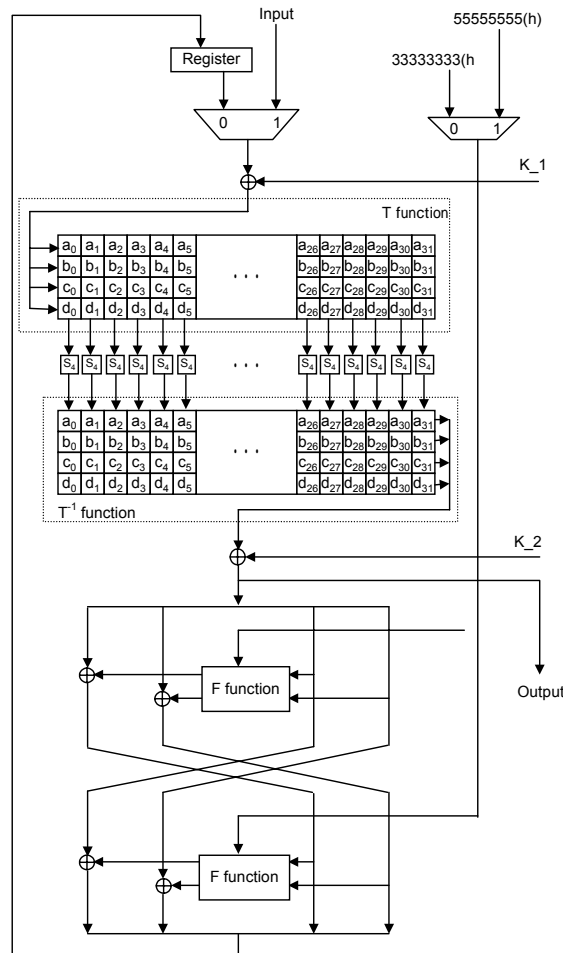 Input
55555555(h)
33333333(h
Register
0 1
0 1
K_1
T function
a0 a1 a2 a3 a4 a5 . . . a26 a27 a28 a29 a30 a31
b0 b1 b2 b3 b4 b5 b26 b27 b28 b29 b30 b31
c0 c1 c2 c3 c4 c5 c26 c27 c28 c29 c30 c31
d0 d1 d2 d3 d4 d5 d26 d27 d28 d29 d30 d31
S4 S4 S4 S4 S4 S4 . . . S4 S4 S4 S4 S4 S4
a0 a1 a2 a3 a4 a5 . . . a26 a27 a28 a29 a30 a31
b0 b1 b2 b3 b4 b5 b26 b27 b28 b29 b30 b31
c0 c1 c2 c3 c4 c5 c26 c27 c28 c29 c30 c31
d0 d1 d2 d3 d4 d5 d26 d27 d28 d29 d30 d31
T-1 function
K_2
F function
Output
F function